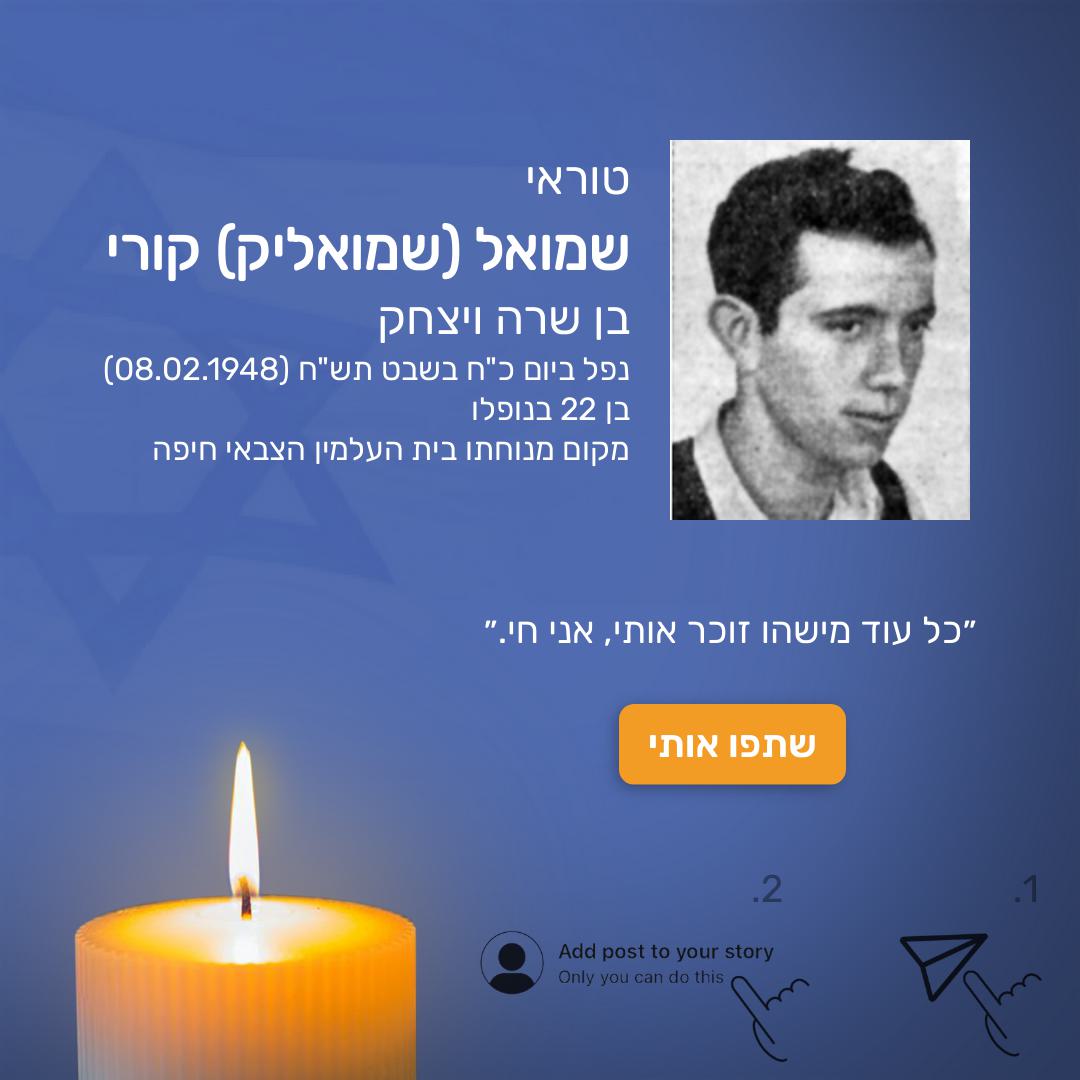 טוראי
שמואל (שמואליק) קורי
בן שרה ויצחק
נפל ביום כ"ח בשבט תש"ח (08.02.1948)
בן 22 בנופלו
מקום מנוחתו בית העלמין הצבאי חיפה
״כל עוד מישהו זוכר אותי, אני חי.״
שתפו אותי
.1
.2
Add post to your story
Only you can do this